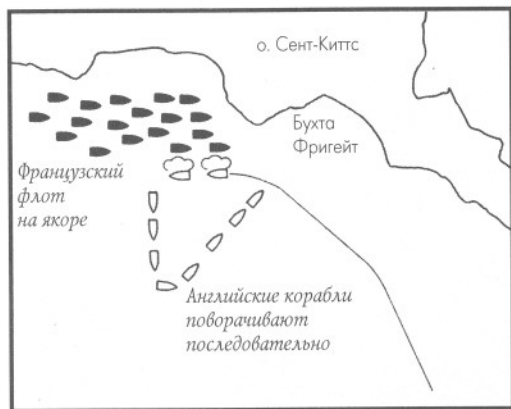 о. Сент-Киттс
Бухта
Фригейт
Французский
флот
на якоре
Английские корабли
поворачивают
последовательно